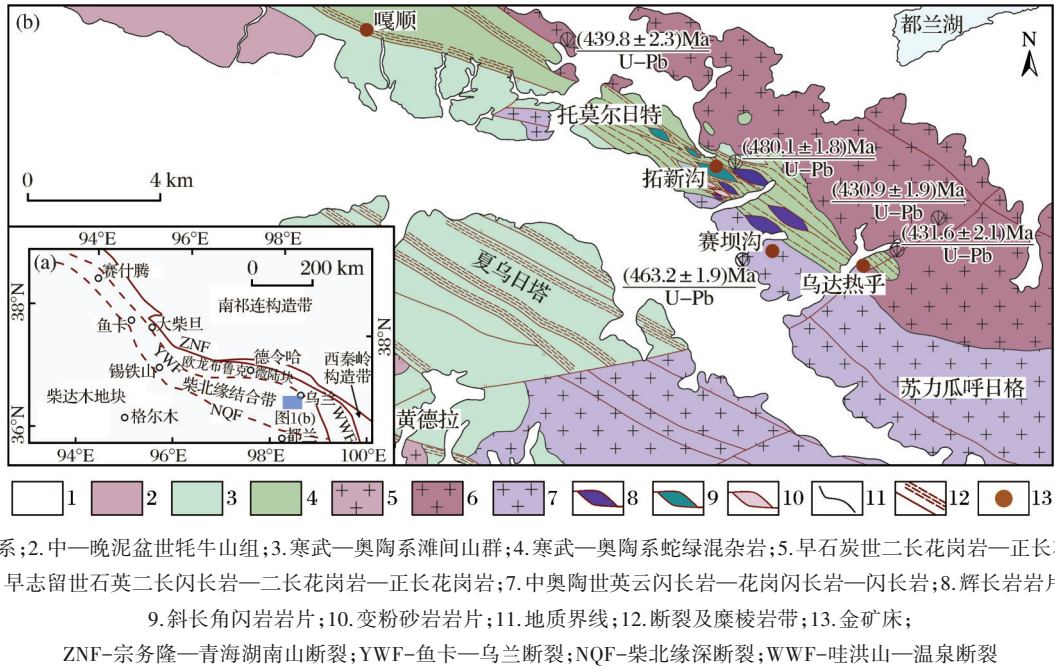 (b)
嘎顺
都兰湖
N
(439.8±2.3)Ma
U-Pb
托莫尔日特
(480.1±1.8)Ma
U-Pb
拓新沟
0 4 km
(430.9±1.9)Ma
U-Pb
(431.6±2.1)Ma
U-Pb
赛坝沟
(463.2±1.9)Ma
U-Pb
乌达热乎
夏乌日塔
苏力瓜呼日格
黄德拉
(a)
94°E 96°E 98°E
0 200 km
赛什腾
38°N
38°N
南祁连构造带
鱼卡
大柴旦
ZNF
YWF
欧龙布鲁克微陆块
德令哈
西秦岭
构造带
锡铁山
柴北缘结合带
乌兰
柴达木地块
NQF
WWF
格尔木
图1(b)
都兰
36°N
94°E 96°E 98°E 100°E
1 2 3 4 5 6 7 8 9 10 11 12 13
系;2.中—晚泥盆世牦牛山组;3.寒武—奥陶系滩间山群;4.寒武—奥陶系蛇绿混杂岩;5.早石炭世二长花岗岩—正长花
早志留世石英二长闪长岩—二长花岗岩—正长花岗岩;7.中奥陶世英云闪长岩—花岗闪长岩—闪长岩;8.辉长岩岩片
9.斜长角闪岩岩片;10.变粉砂岩岩片;11.地质界线;12.断裂及糜棱岩带;13.金矿床;
ZNF-宗务隆—青海湖南山断裂;YWF-鱼卡—乌兰断裂;NQF-柴北缘深断裂;WWF-哇洪山—温泉断裂